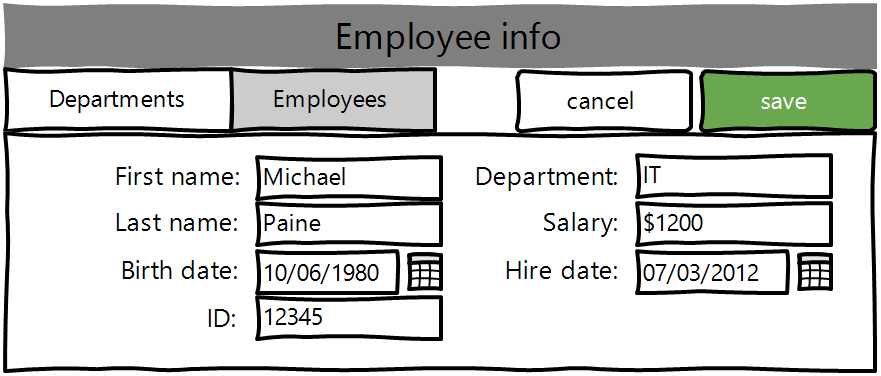 Employee info
Departments Employees cancel save
First name: Michael Department: IT
Last name: Paine Salary: $1200
Birth date: 10/06/1980 Hire date: 07/03/2012
ID: 12345